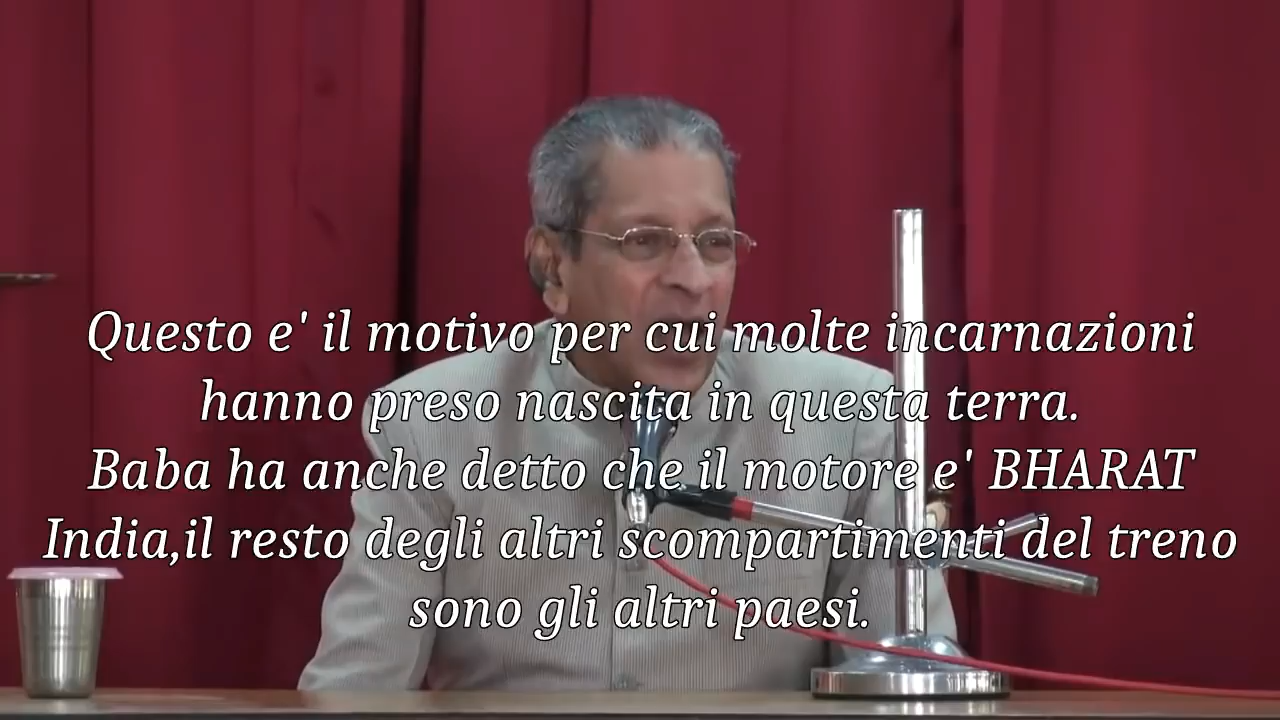 Questo e' il motivo per cui molte incarnazioni
hanno preso nascita in questa terra.
Baba ha anche detto che il motore e' BHARAT
India,il resto degli altri scompartimenti del treno
sono gli altri paesi.